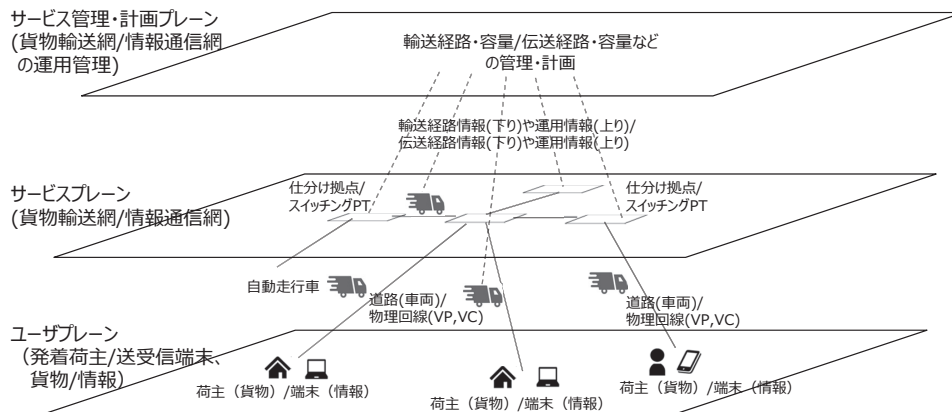 サービス管理・計画プレーン
(貨物輸送網/情報通信網
の運用管理)
輸送経路・容量/伝送経路・容量など
の管理・計画
輸送経路情報(下り)や運用情報(上り)/
伝送経路情報(下り)や運用情報(上り)
サービスプレーン
(貨物輸送網/情報通信網)
仕分け拠点/
スイッチングPT
仕分け拠点/
スイッチングPT
自動走行車
道路(車両)/
物理回線(VP,VC)
道路(車両)/
物理回線(VP,VC)
ユーザプレーン
（発着荷主/送受信端末、
貨物/情報）
荷主（貨物）/端末（情報）
荷主（貨物）/端末（情報）
荷主（貨物）/端末（情報）